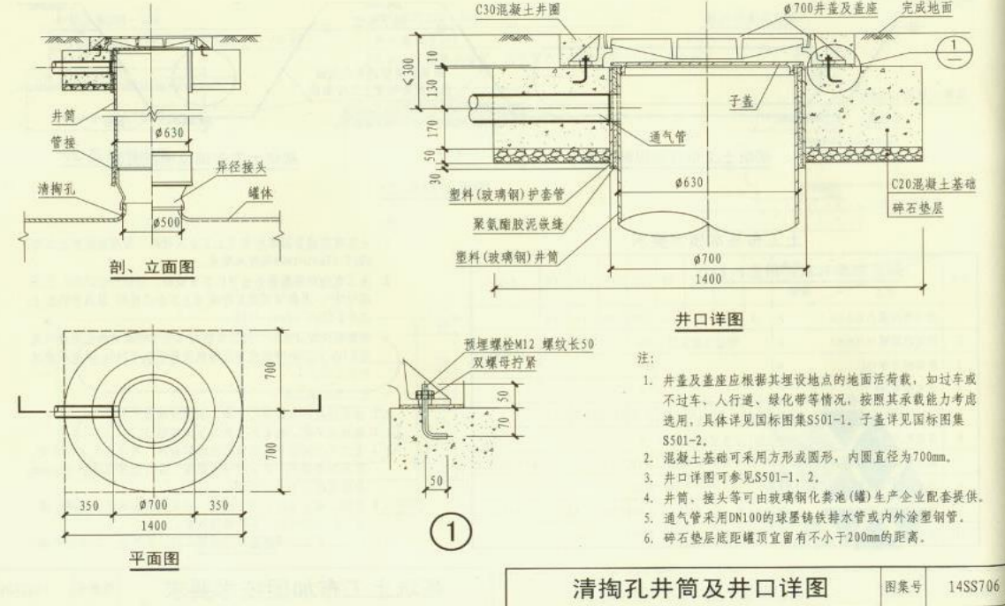 井筒
管接
清掏孔
ø630
异径接头
罐体
ø500
剖、立面图
C30混凝土井圈
ø700井盖及盖座
完成地面
1
≮300
10
130
170
50
30
子盖
通气管
ø630
塑料(玻璃钢)护套管
聚氨酯胶泥嵌缝
塑料(玻璃钢)井筒
C20混凝土基础
碎石垫层
ø700
1400
井口详图
700
700
350
ø700
350
1400
平面图
预埋螺栓M12 螺纹长50
双螺母拧紧
50
70
50
1
注:
1. 井盖及盖座应根据其埋设地点的地面活荷载, 如过车或
不过车、人行道、绿化带等情况, 按照其承载能力考虑
选用, 具体详见国标图集S501-1。子盖详见国标图集
S501-2。
2. 混凝土基础可采用方形或圆形, 内圆直径为700mm。
3. 井口详图可参见S501-1、2。
4. 井筒、接头等可由玻璃钢化粪池(罐)生产企业配套提供。
5. 通气管采用DN100的球墨铸铁排水管或内外涂塑钢管。
6. 碎石垫层底距罐顶宜留有不小于200mm的距离。
清掏孔井筒及井口详图
图集号
14SS706